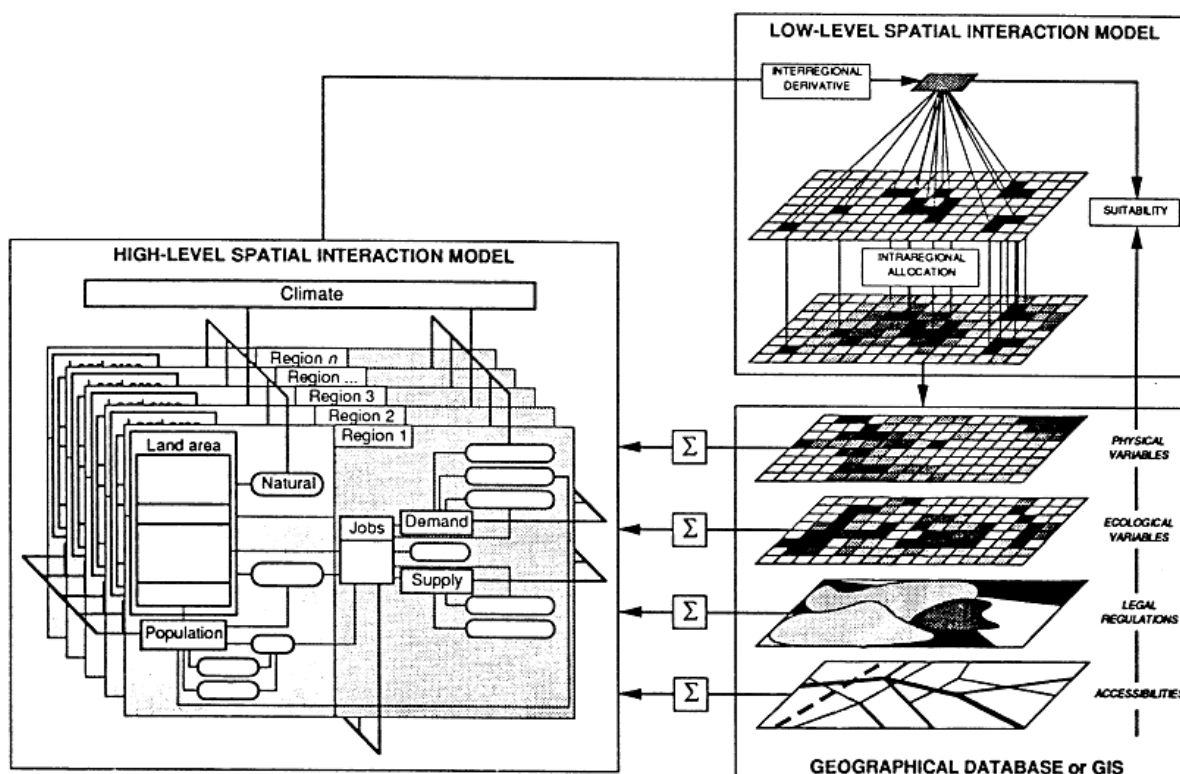 LOW-LEVEL SPATIAL INTERACTION MODEL
INTERREGIONAL
DERIVATIVE
SUITABILITY
INTRAREGIONAL
ALLOCATION
HIGH-LEVEL SPATIAL INTERACTION MODEL
Climate
Region n
Region ...
Region 3
Region 2
Region 1
Land area
Natural
Jobs
Demand
Supply
Population
Σ
Σ
Σ
Σ
PHYSICAL
VARIABLES
ECOLOGICAL
VARIABLES
LEGAL
REGULATIONS
ACCESSIBILITIES
GEOGRAPHICAL DATABASE or GIS